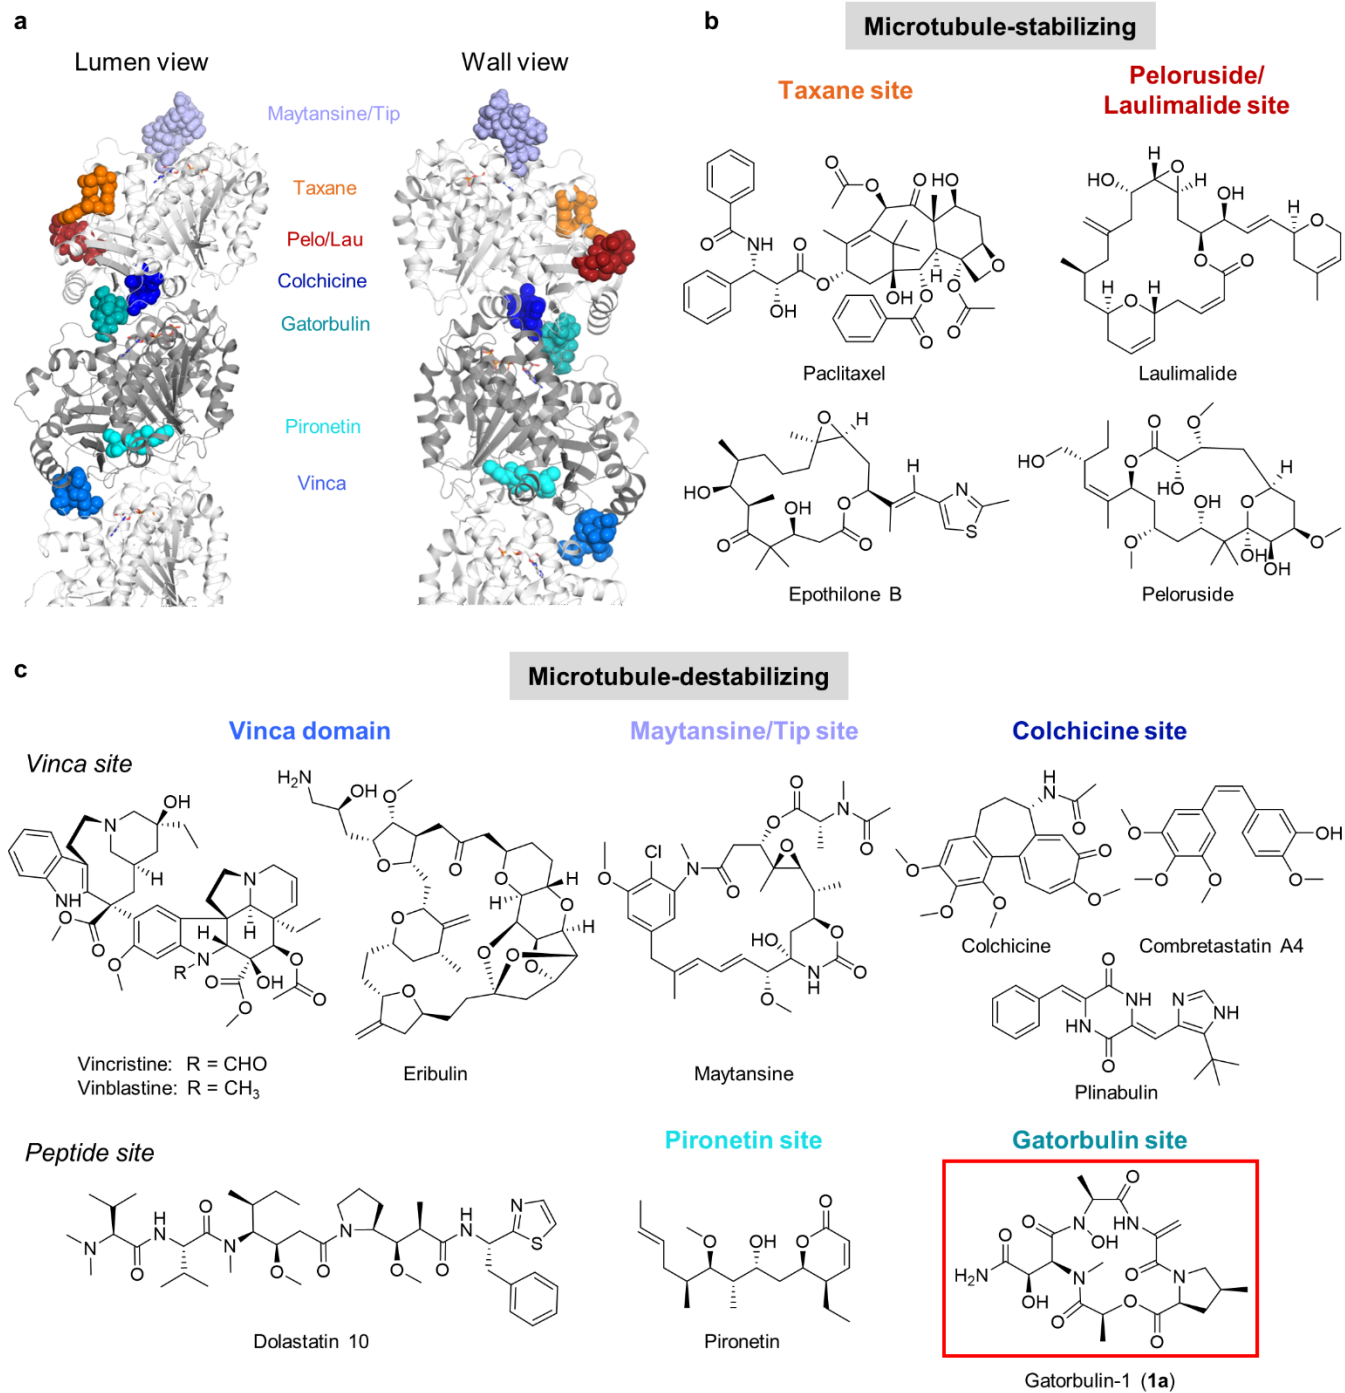 a
Lumen view
Wall view
Maytansine/Tip
Taxane
Pelo/Lau
Colchicine
Gatorbulin
Pironetin
Vinca
b
Microtubule-stabilizing
Taxane site
Peloruside/
Laulimalide site
Paclitaxel
Laulimalide
Epothilone B
Peloruside
c
Microtubule-destabilizing
Vinca domain
Maytansine/Tip site
Colchicine site
Vinca site
Vincristine: R = CHO
Vinblastine: R = CH₃
Eribulin
Maytansine
Colchicine
Combretastatin A4
Plinabulin
Peptide site
Pironetin site
Gatorbulin site
Dolastatin 10
Pironetin
Gatorbulin-1 (1a)